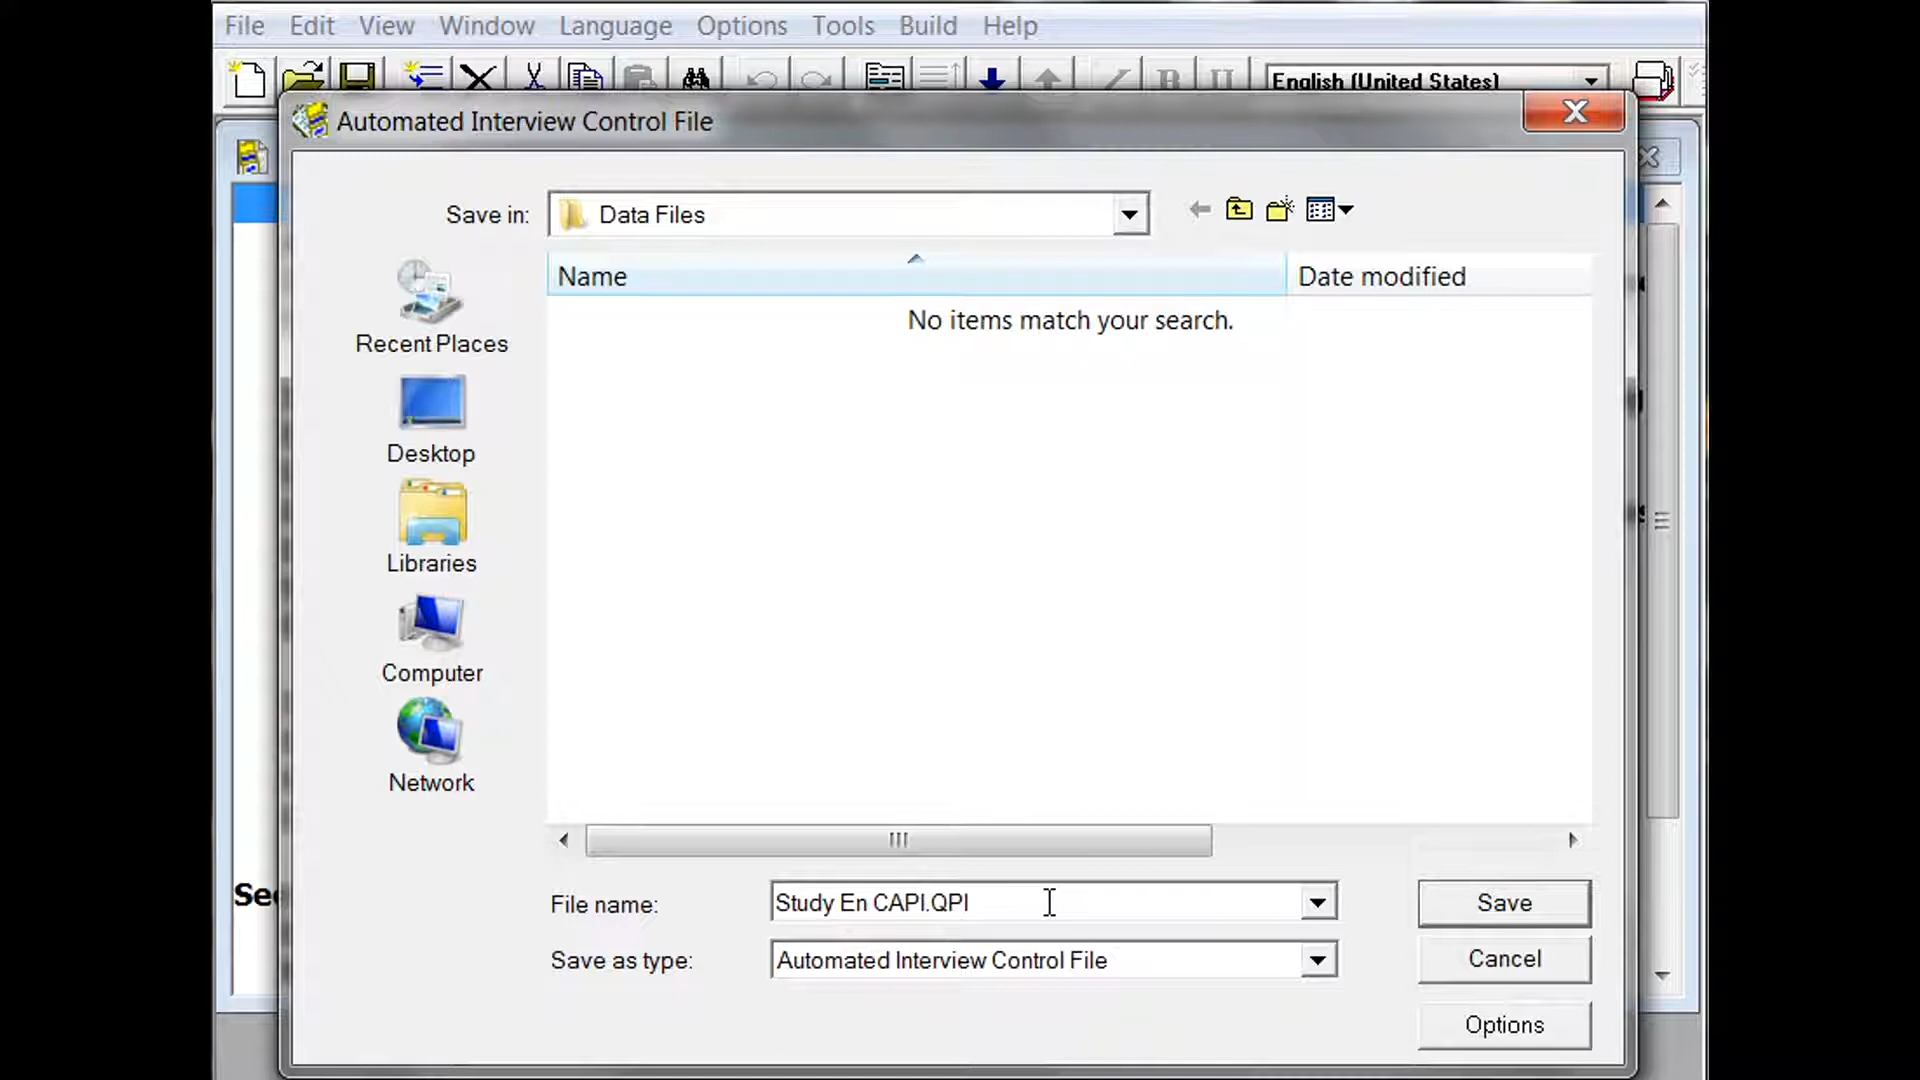 File Edit View Window Language Options Tools Build Help
English (United States)
Automated Interview Control File
Save in: Data Files
Name Date modified
No items match your search.
Recent Places
Desktop
Libraries
Computer
Network
File name: Study En CAPI.QPI Save
Save as type: Automated Interview Control File Cancel
Options